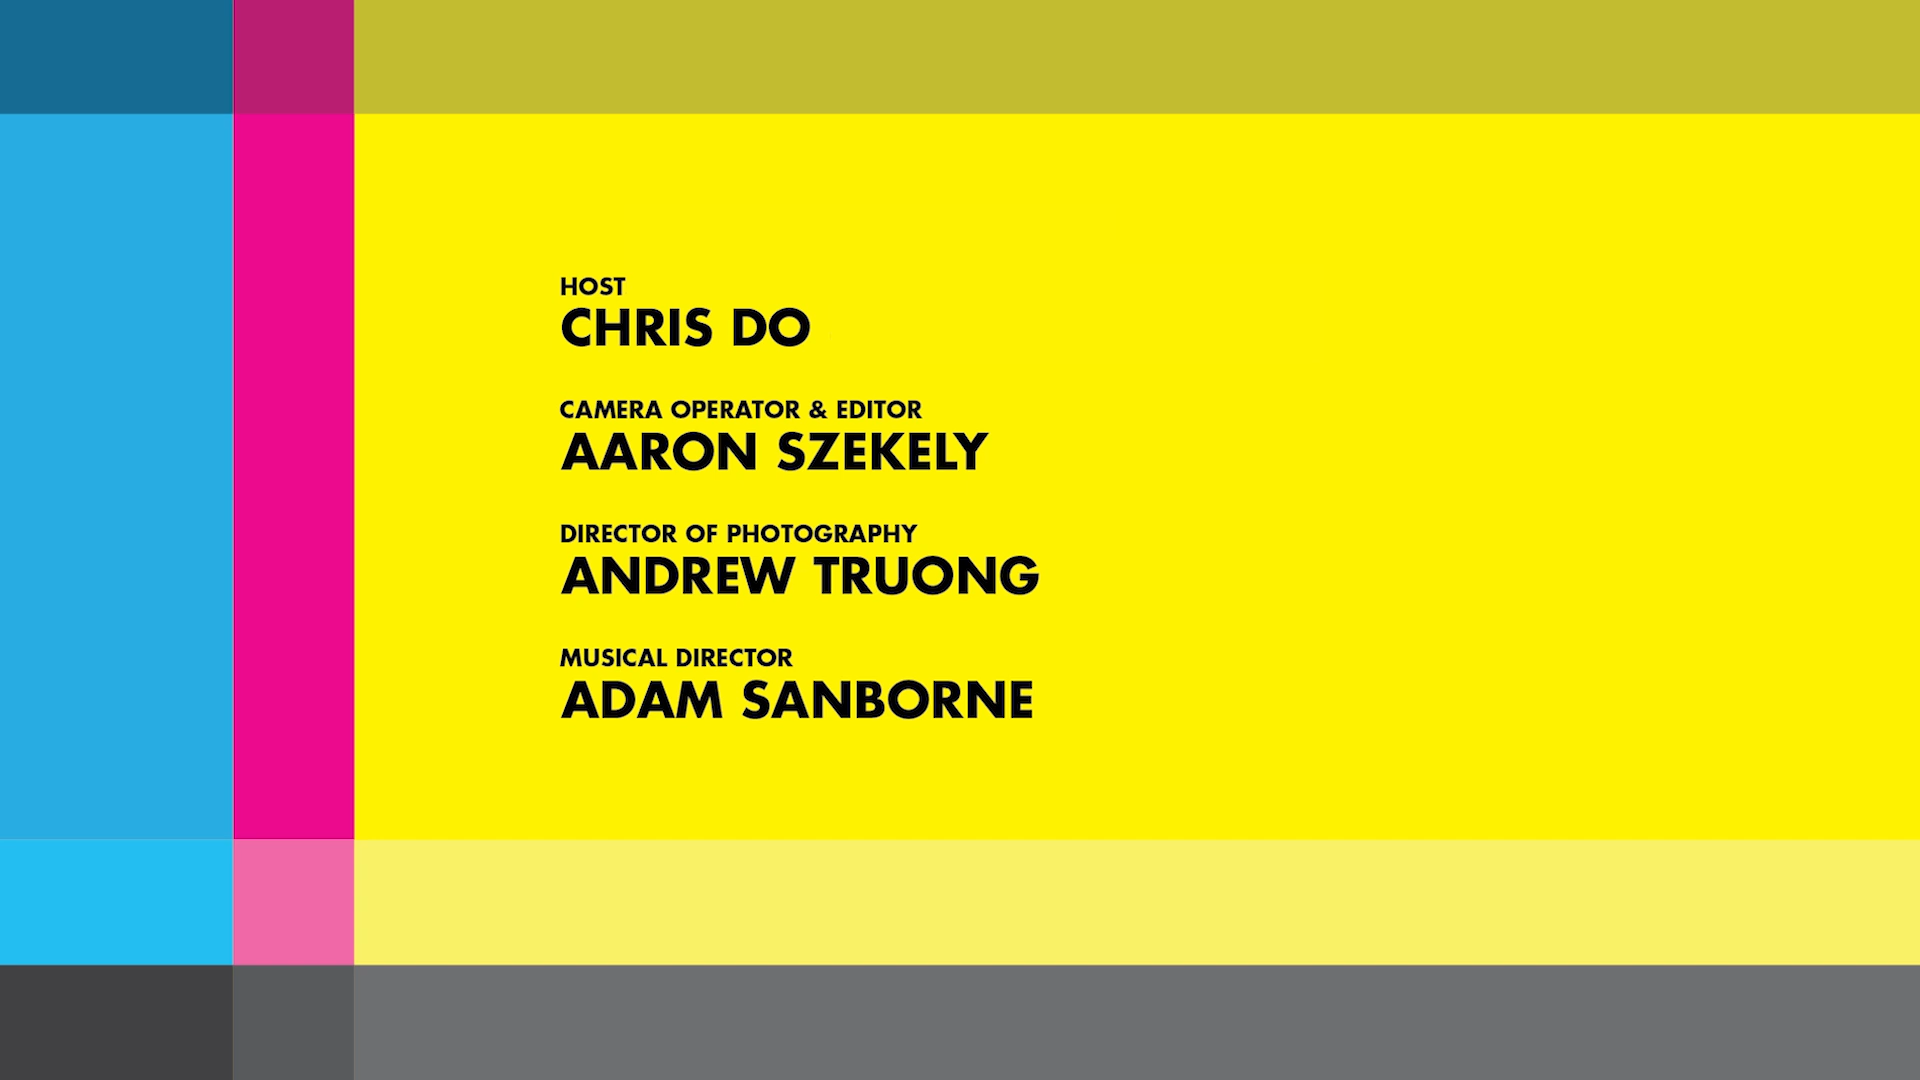 HOST
CHRIS DO
CAMERA OPERATOR & EDITOR
AARON SZEKELY
DIRECTOR OF PHOTOGRAPHY
ANDREW TRUONG
MUSICAL DIRECTOR
ADAM SANBORNE